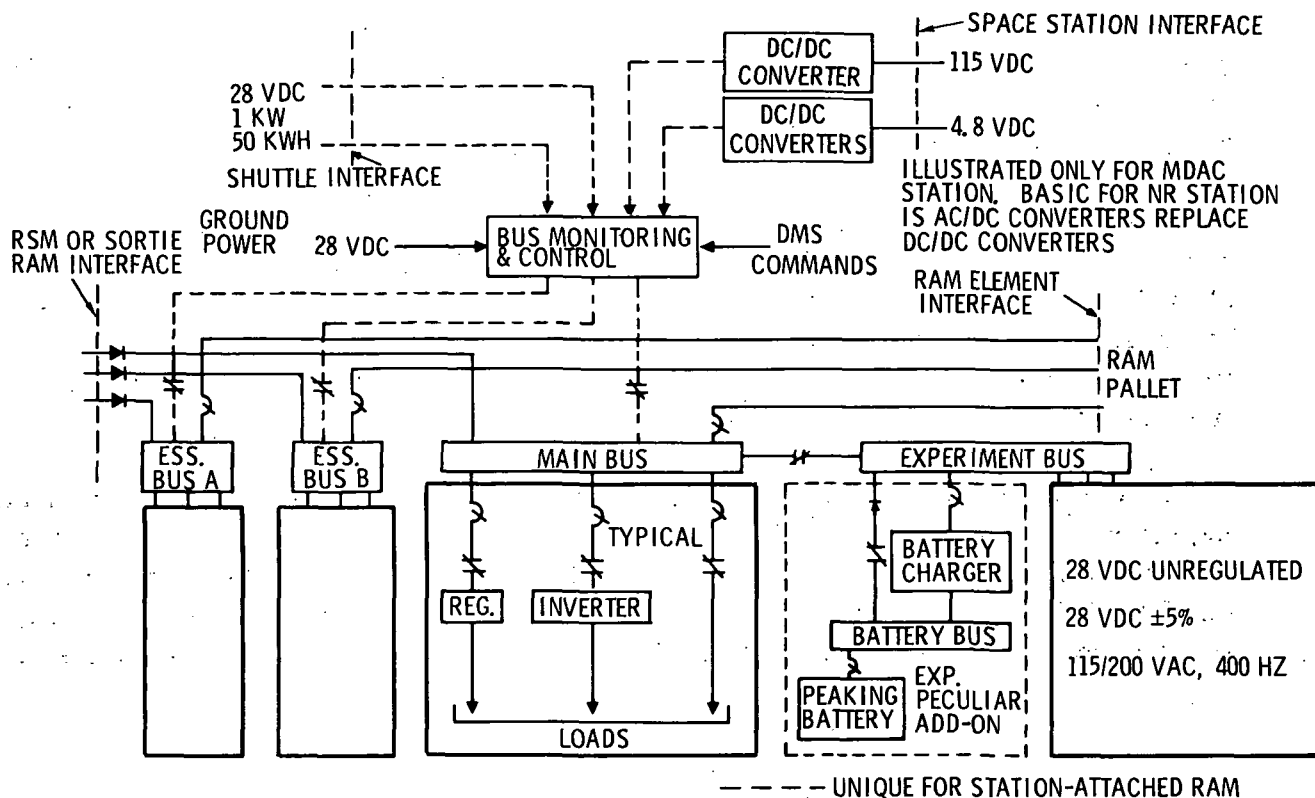 SPACE STATION INTERFACE
DC/DC
CONVERTER
115 VDC
28 VDC
1 KW
50 KWH
DC/DC
CONVERTERS
4.8 VDC
SHUTTLE INTERFACE
ILLUSTRATED ONLY FOR MDAC
STATION. BASIC FOR NR STATION
IS AC/DC CONVERTERS REPLACE
DC/DC CONVERTERS
GROUND
POWER
RSM OR SORTIE
RAM INTERFACE
28 VDC
BUS MONITORING
& CONTROL
DMS
COMMANDS
RAM ELEMENT
INTERFACE
RAM
PALLET
ESS.
BUS A
ESS.
BUS B
MAIN BUS
EXPERIMENT BUS
TYPICAL
BATTERY
CHARGER
28 VDC UNREGULATED
REG.
INVERTER
28 VDC ±5%
BATTERY BUS
115/200 VAC, 400 HZ
PEAKING
BATTERY
EXP.
PECULIAR
ADD-ON
LOADS
UNIQUE FOR STATION-ATTACHED RAM